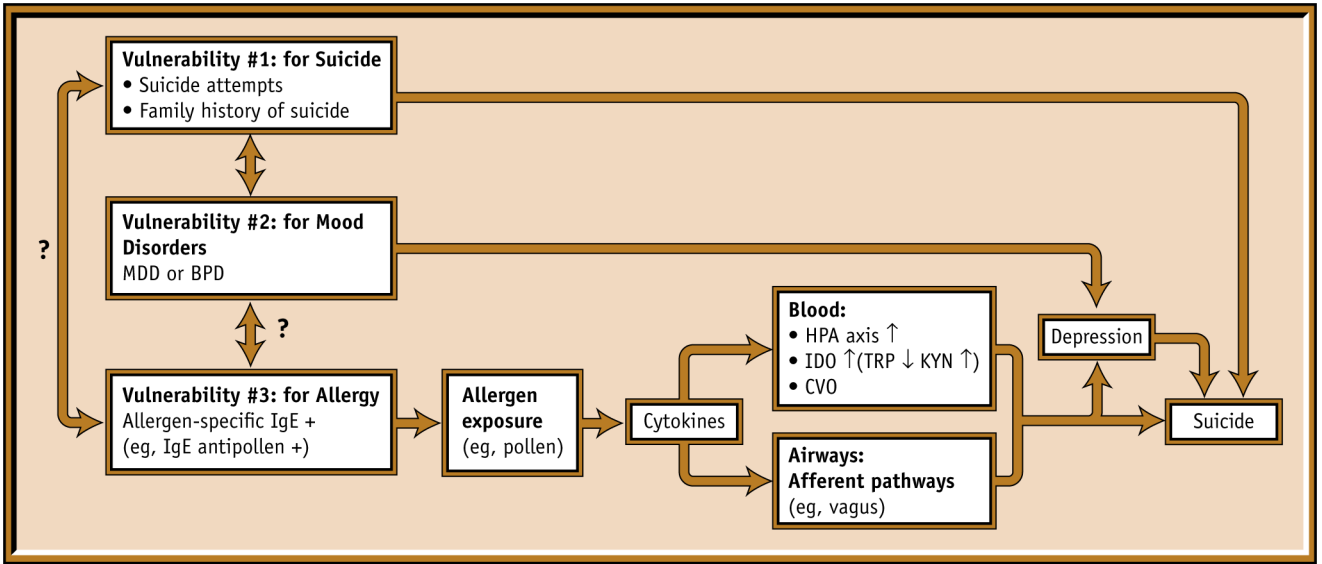 Vulnerability #1: for Suicide
• Suicide attempts
• Family history of suicide
?
Vulnerability #2: for Mood
Disorders
MDD or BPD
?
Vulnerability #3: for Allergy
Allergen-specific IgE +
(eg, IgE antipollen +)
Allergen
exposure
(eg, pollen)
Cytokines
Blood:
• HPA axis ↑
• IDO ↑(TRP ↓ KYN ↑)
• CVO
Airways:
Afferent pathways
(eg, vagus)
Depression
Suicide